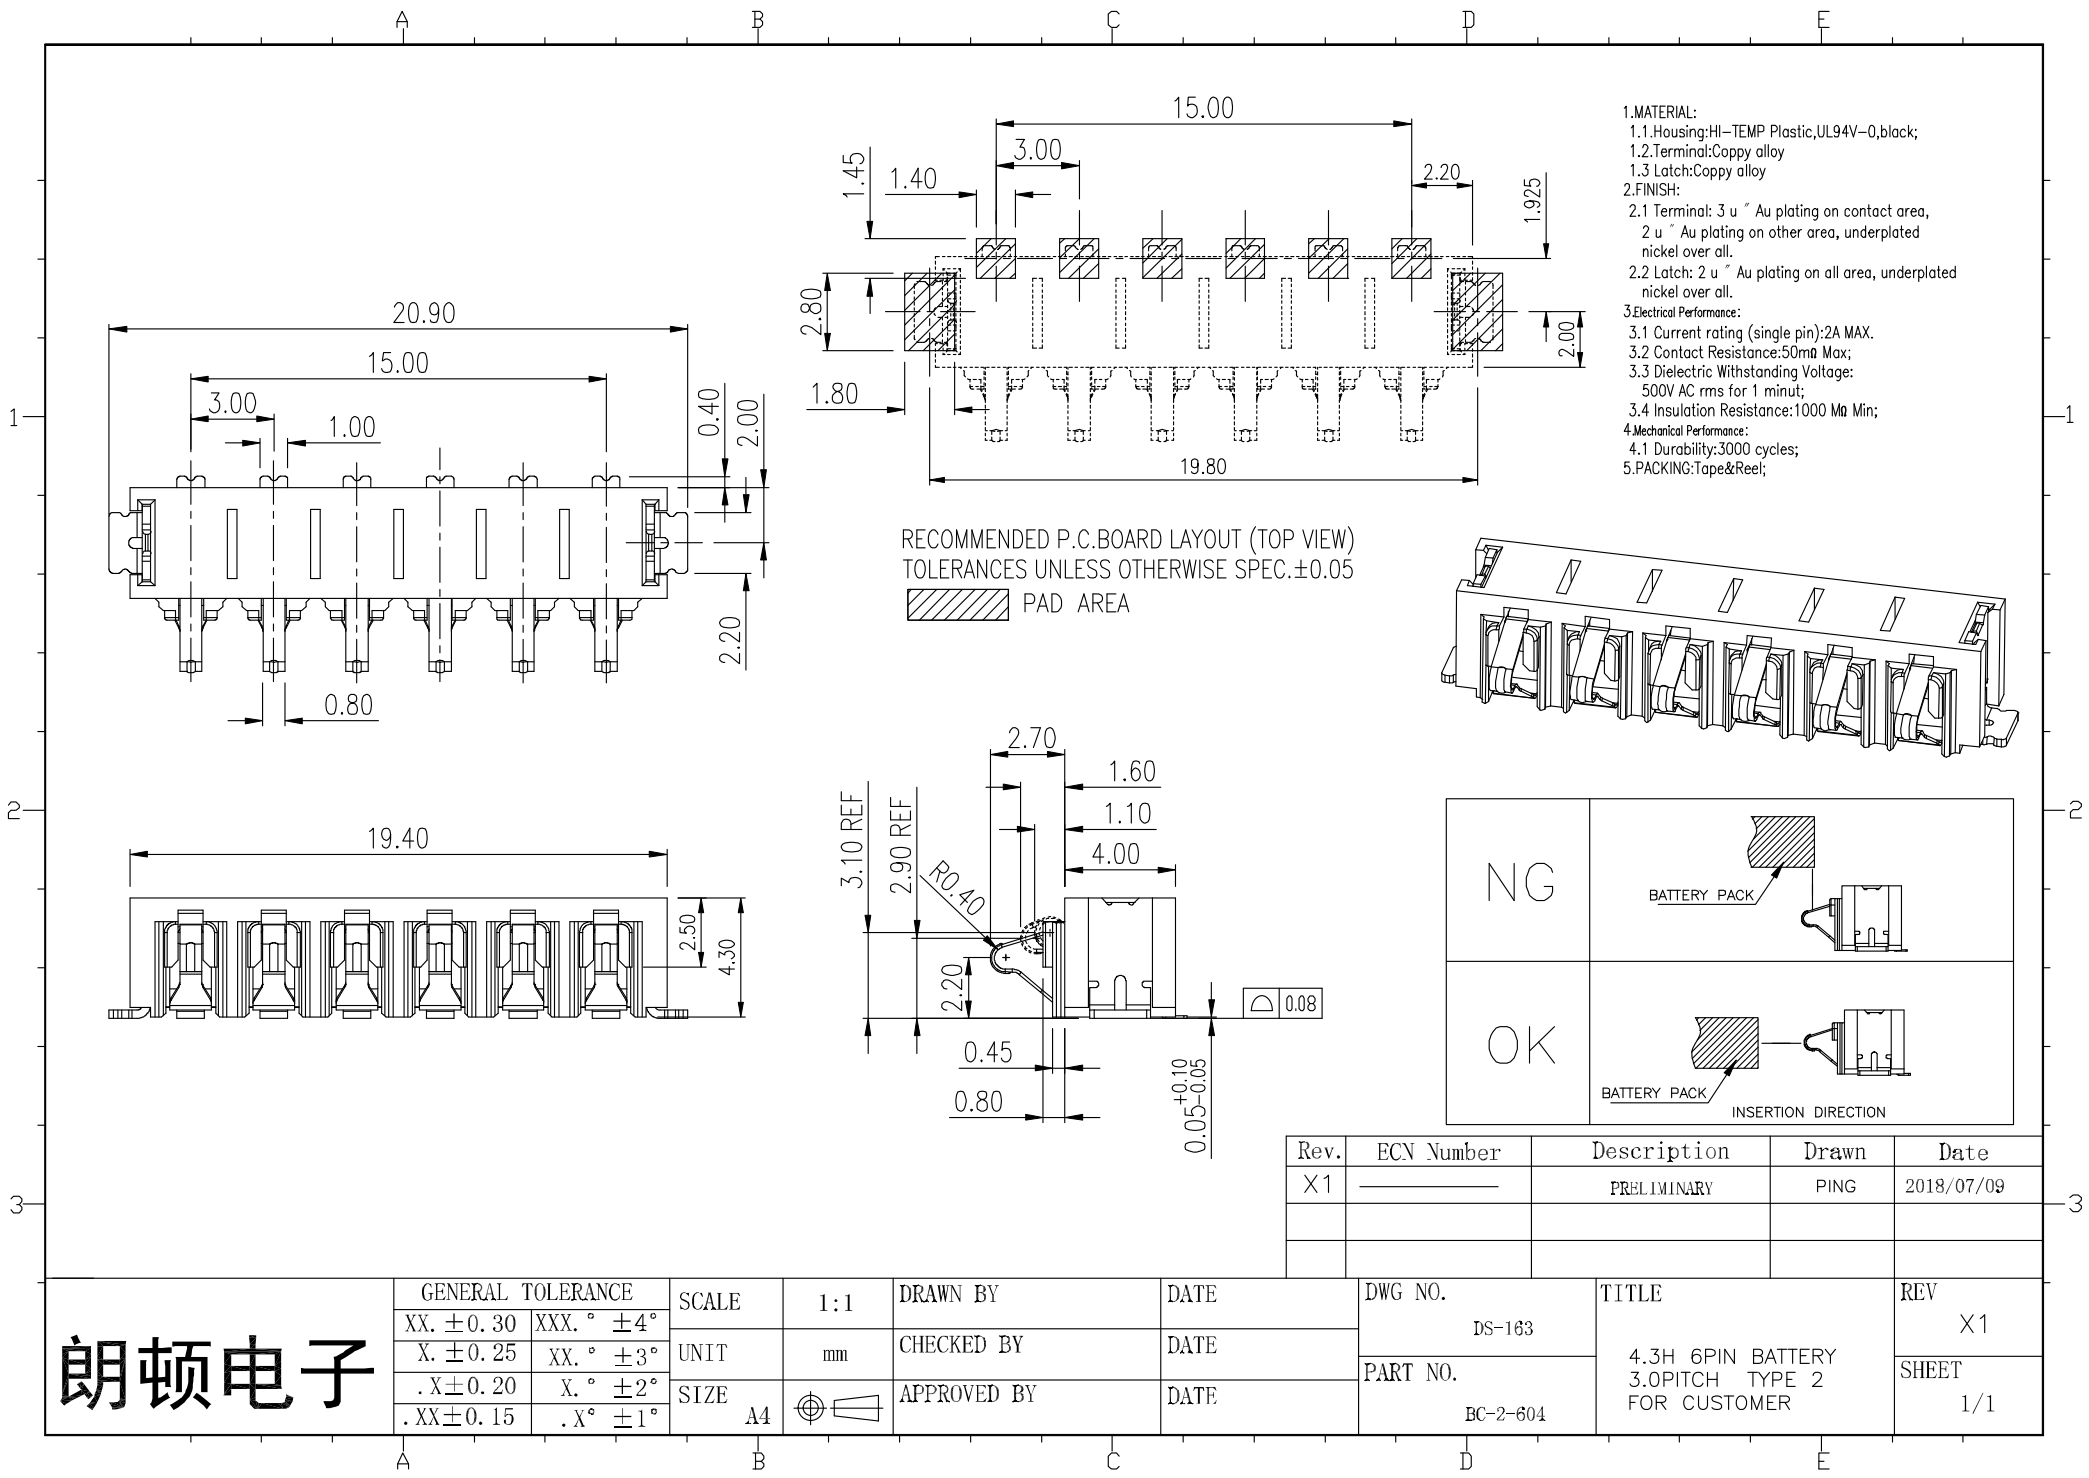 A B C D E
1.MATERIAL:
1.1.Housing:HI-TEMP Plastic,UL94V-0,black;
1.2.Terminal:Coppy alloy
1.3 Latch:Coppy alloy
2.FINISH:
2.1 Terminal: 3 u ″ Au plating on contact area,
2 u ″ Au plating on other area, underplated
nickel over all.
2.2 Latch: 2 u ″ Au plating on all area, underplated
nickel over all.
3.Electrical Performance:
3.1 Current rating (single pin):2A MAX.
3.2 Contact Resistance:50mΩ Max;
3.3 Dielectric Withstanding Voltage:
500V AC rms for 1 minut;
3.4 Insulation Resistance:1000 MΩ Min;
4.Mechanical Performance:
4.1 Durability:3000 cycles;
5.PACKING:Tape&Reel;
15.00
3.00
1.45
1.40
2.20
1.925
2.80
2.00
1.80
19.80
RECOMMENDED P.C.BOARD LAYOUT (TOP VIEW)
TOLERANCES UNLESS OTHERWISE SPEC.±0.05
PAD AREA
20.90
15.00
3.00
1.00
0.40
2.00
2.20
0.80
1 1
2 2
3 3
19.40
2.50
4.30
2.70
1.60
1.10
4.00
3.10 REF
2.90 REF
R0.40
2.20
0.45
0.80
0.05+0.10-0.05
0.08
NG
BATTERY PACK
OK
BATTERY PACK
INSERTION DIRECTION
Rev. ECN Number Description Drawn Date
X1 PRELIMINARY PING 2018/07/09
朗顿电子
GENERAL TOLERANCE
XX. ±0.30 XXX.° ±4°
X. ±0.25 XX.° ±3°
.X±0.20 X.° ±2°
.XX±0.15 .X° ±1°
SCALE 1:1
UNIT mm
SIZE A4
DRAWN BY DATE
CHECKED BY DATE
APPROVED BY DATE
DWG NO.
DS-163
PART NO.
BC-2-604
TITLE
4.3H 6PIN BATTERY
3.0PITCH TYPE 2
FOR CUSTOMER
REV
X1
SHEET
1/1
A B C D E